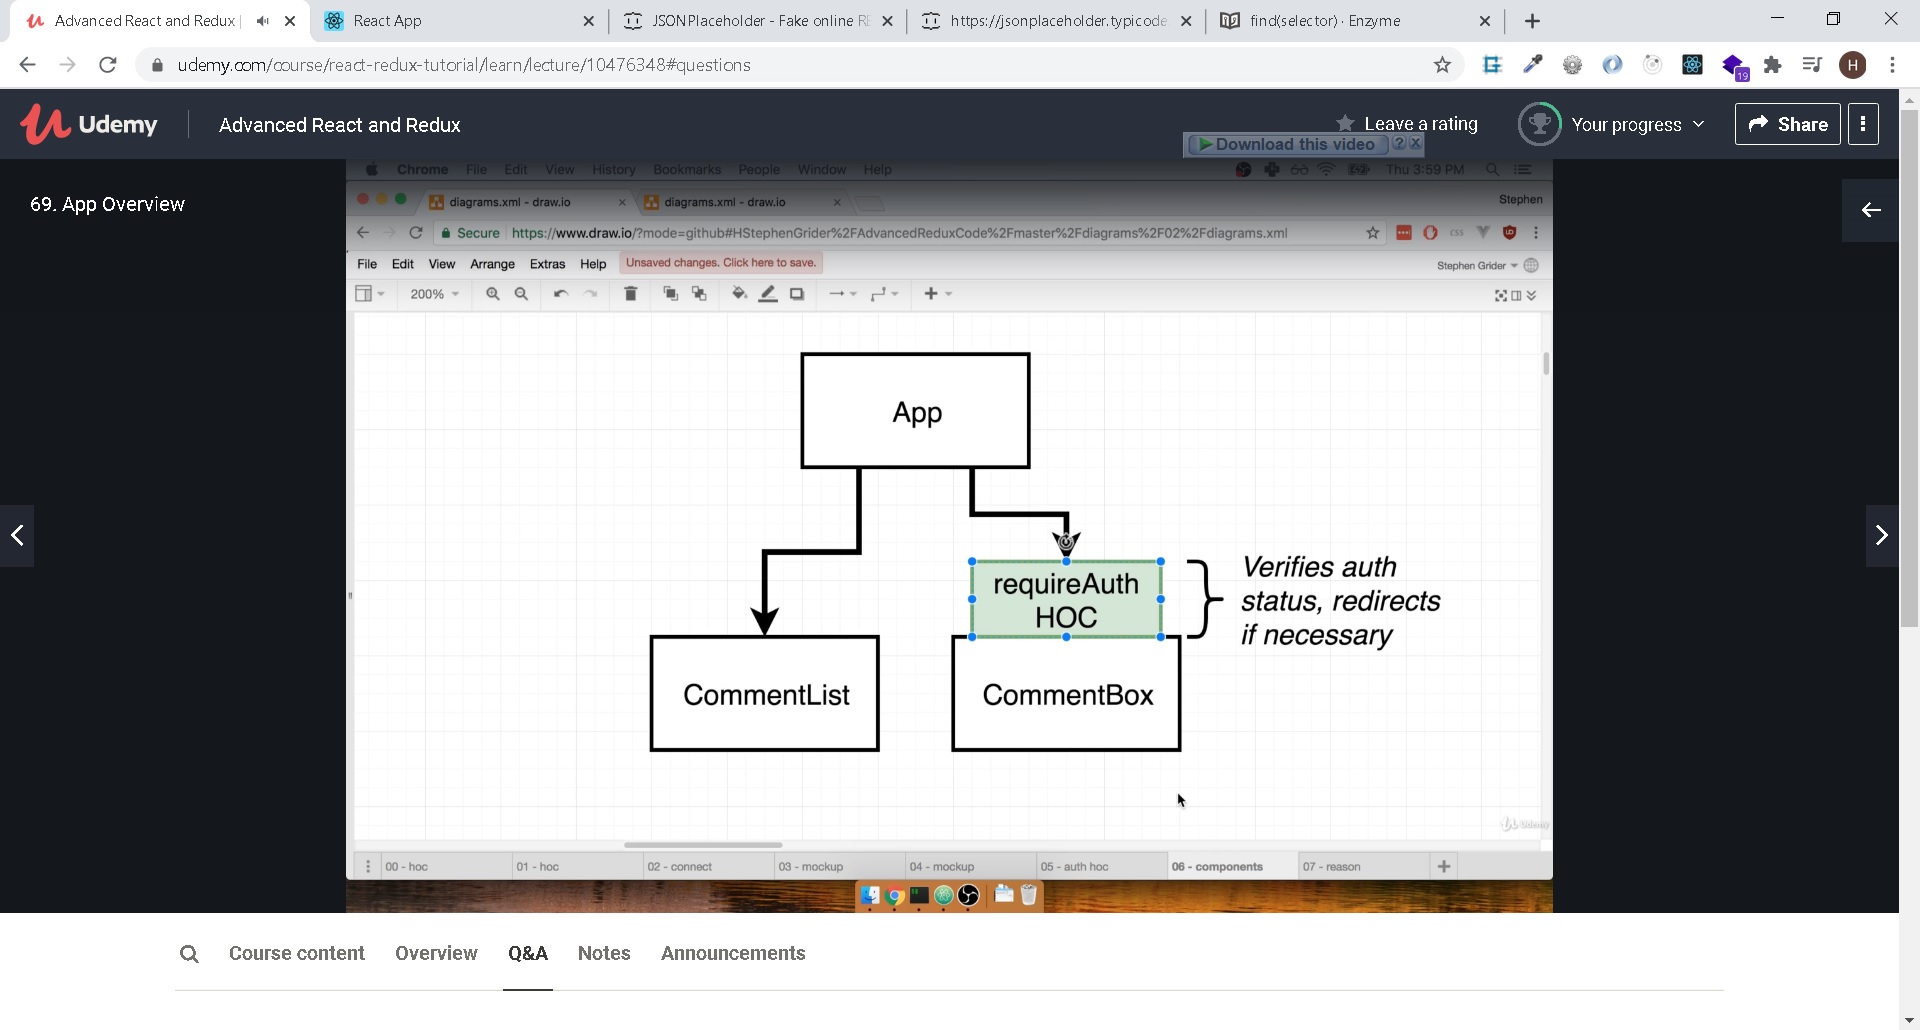 Advanced React and Redux
React App
JSONPlaceholder - Fake online RE
https://jsonplaceholder.typicode
find(selector) · Enzyme
udemy.com/course/react-redux-tutorial/learn/lecture/10476348#questions
19
H
Udemy
Advanced React and Redux
Leave a rating
Your progress
Share
Download this video
69. App Overview
Chrome File Edit View History Bookmarks People Window Help
Thu 3:59 PM
diagrams.xml - draw.io
diagrams.xml - draw.io
Stephen
Secure https://www.draw.io/?mode=github#HStephenGrider%2FAdvancedReduxCode%2Fmaster%2Fdiagrams%2F02%2Fdiagrams.xml
File Edit View Arrange Extras Help
Unsaved changes. Click here to save.
Stephen Grider
200%
App
requireAuth
HOC
Verifies auth
status, redirects
if necessary
CommentList
CommentBox
Udemy
00 - hoc
01 - hoc
02 - connect
03 - mockup
04 - mockup
05 - auth hoc
06 - components
07 - reason
Course content
Overview
Q&A
Notes
Announcements